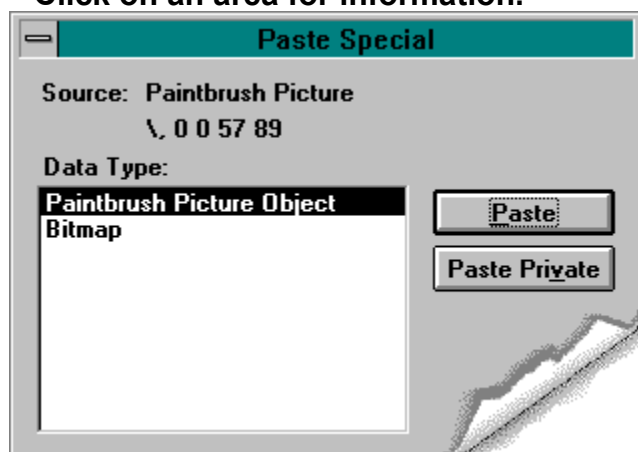 Click on an area for information.
Paste Special
Source: Paintbrush Picture
\, 0 0 57 89
Data Type:
Paintbrush Picture Object
Bitmap
Paste
Paste Private